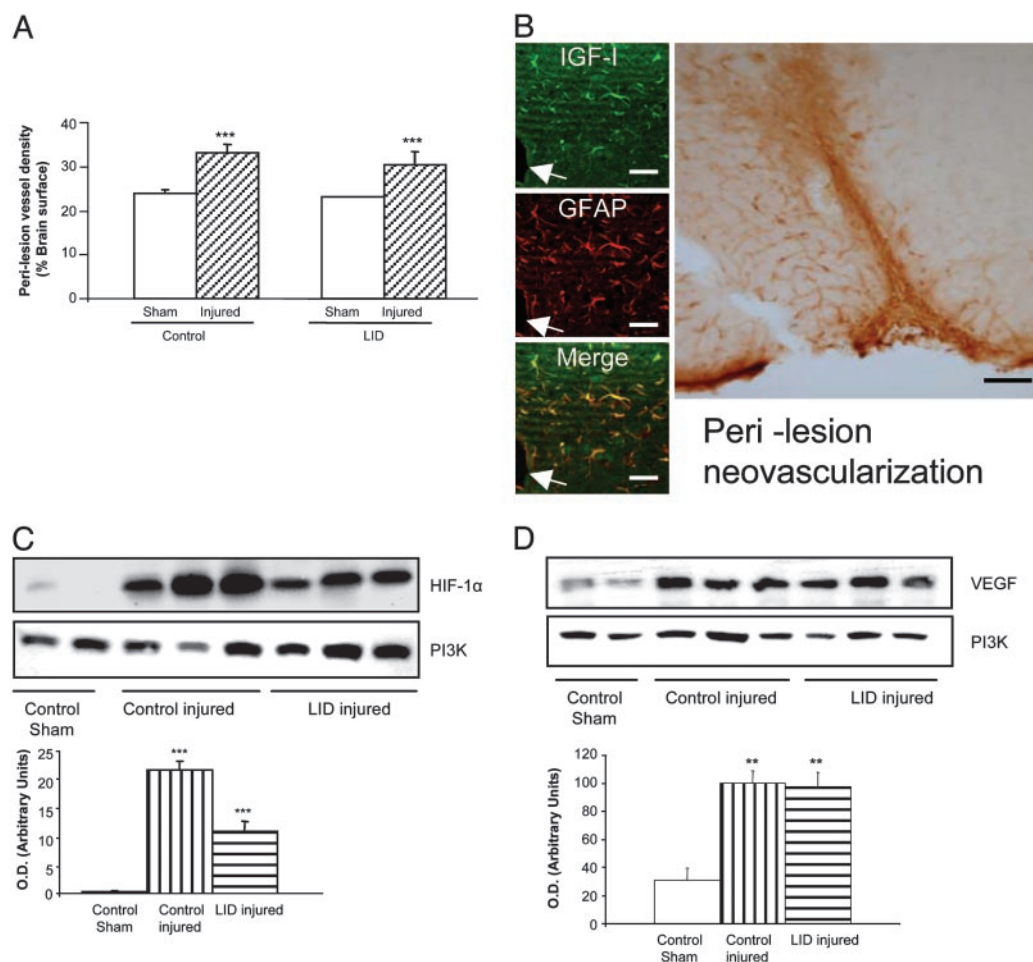 A
Peri-lesion vessel density
(% Brain surface)
40
30
20
10
0
***
***
Sham
Injured
Sham
Injured
Control
LID
B
IGF-I
GFAP
Merge
Peri -lesion
neovascularization
C
HIF-1α
PI3K
Control
Sham
Control injured
LID injured
O.D. (Arbitrary Units)
25
20
15
10
5
0
***
***
Control
Sham
Control
injured
LID injured
D
VEGF
PI3K
Control
Sham
Control injured
LID injured
O.D. (Arbitrary Units)
120
100
80
60
40
20
0
**
**
Control
Sham
Control
injured
LID injured